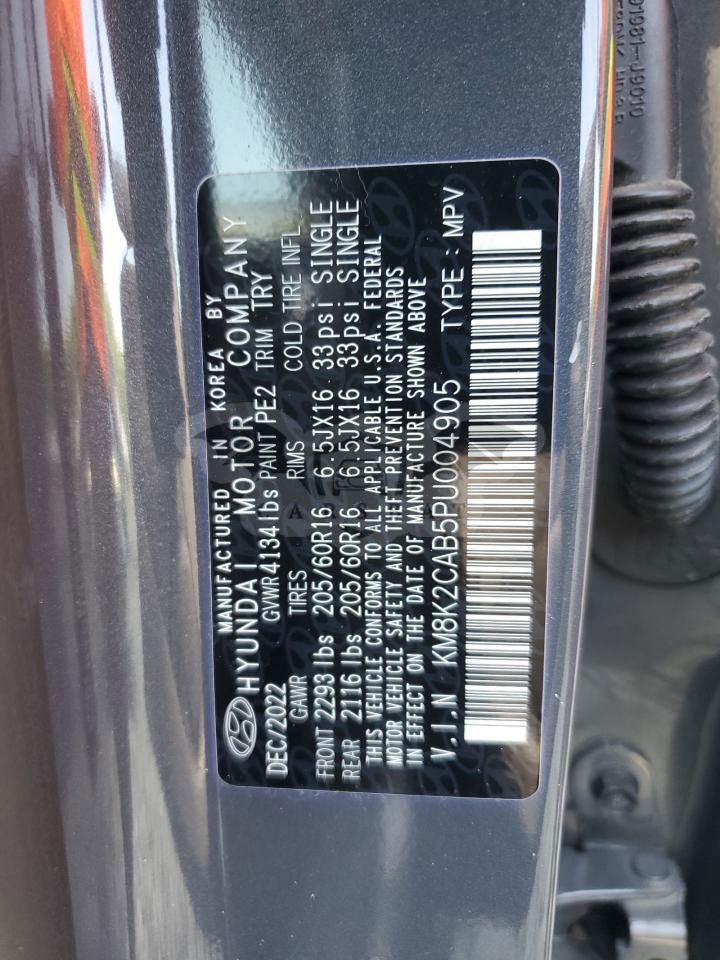 MANUFACTURED IN KOREA BY
HYUNDAI MOTOR COMPANY
DEC/2022 GVWR 4134 lbs PAINT PE2 TRIM TRY
GAWR TIRES RIMS COLD TIRE INFL.
FRONT 2293 lbs 205/60R16 6.5JX16 33psi SINGLE
REAR 2116 lbs 205/60R16 6.5JX16 33psi SINGLE
THIS VEHICLE CONFORMS TO ALL APPLICABLE U.S.A. FEDERAL
MOTOR VEHICLE SAFETY AND THEFT PREVENTION STANDARDS
IN EFFECT ON THE DATE OF MANUFACTURE SHOWN ABOVE
V.I.N KM8K2CAB5PU004905 TYPE : MPV